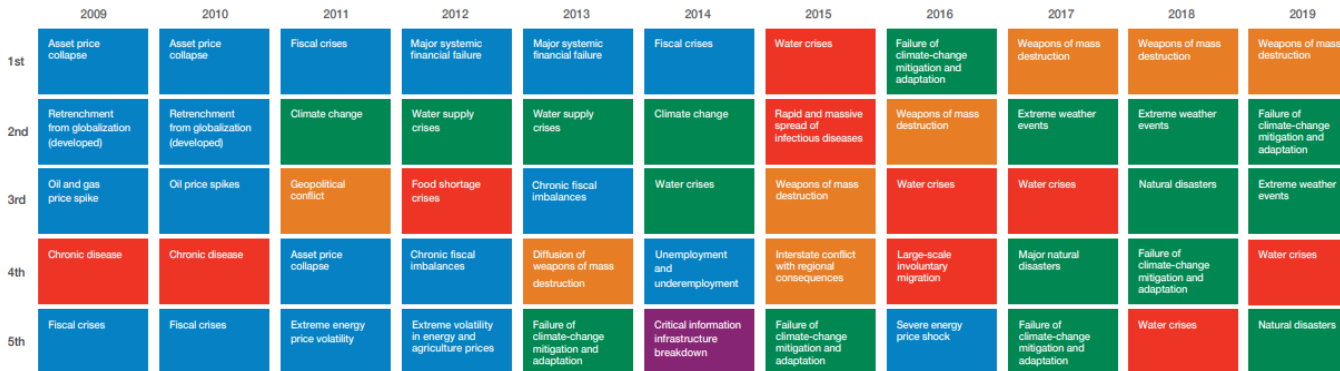 2009 2010 2011 2012 2013 2014 2015 2016 2017 2018 2019
1st
Asset price
collapse
Asset price
collapse
Fiscal crises
Major systemic
financial failure
Major systemic
financial failure
Fiscal crises
Water crises
Failure of
climate-change
mitigation and
adaptation
Weapons of mass
destruction
Weapons of mass
destruction
Weapons of mass
destruction
2nd
Retrenchment
from globalization
(developed)
Retrenchment
from globalization
(developed)
Climate change
Water supply
crises
Water supply
crises
Climate change
Rapid and massive
spread of
infectious diseases
Weapons of mass
destruction
Extreme weather
events
Extreme weather
events
Failure of
climate-change
mitigation and
adaptation
3rd
Oil and gas
price spike
Oil price spikes
Geopolitical
conflict
Food shortage
crises
Chronic fiscal
imbalances
Water crises
Weapons of mass
destruction
Water crises
Water crises
Natural disasters
Extreme weather
events
4th
Chronic disease
Chronic disease
Asset price
collapse
Chronic fiscal
imbalances
Diffusion of
weapons of mass
destruction
Unemployment
and
underemployment
Interstate conflict
with regional
consequences
Large-scale
involuntary
migration
Major natural
disasters
Failure of
climate-change
mitigation and
adaptation
Water crises
5th
Fiscal crises
Fiscal crises
Extreme energy
price volatility
Extreme volatility
in energy and
agriculture prices
Failure of
climate-change
mitigation and
adaptation
Critical information
infrastructure
breakdown
Failure of
climate-change
mitigation and
adaptation
Severe energy
price shock
Failure of
climate-change
mitigation and
adaptation
Water crises
Natural disasters